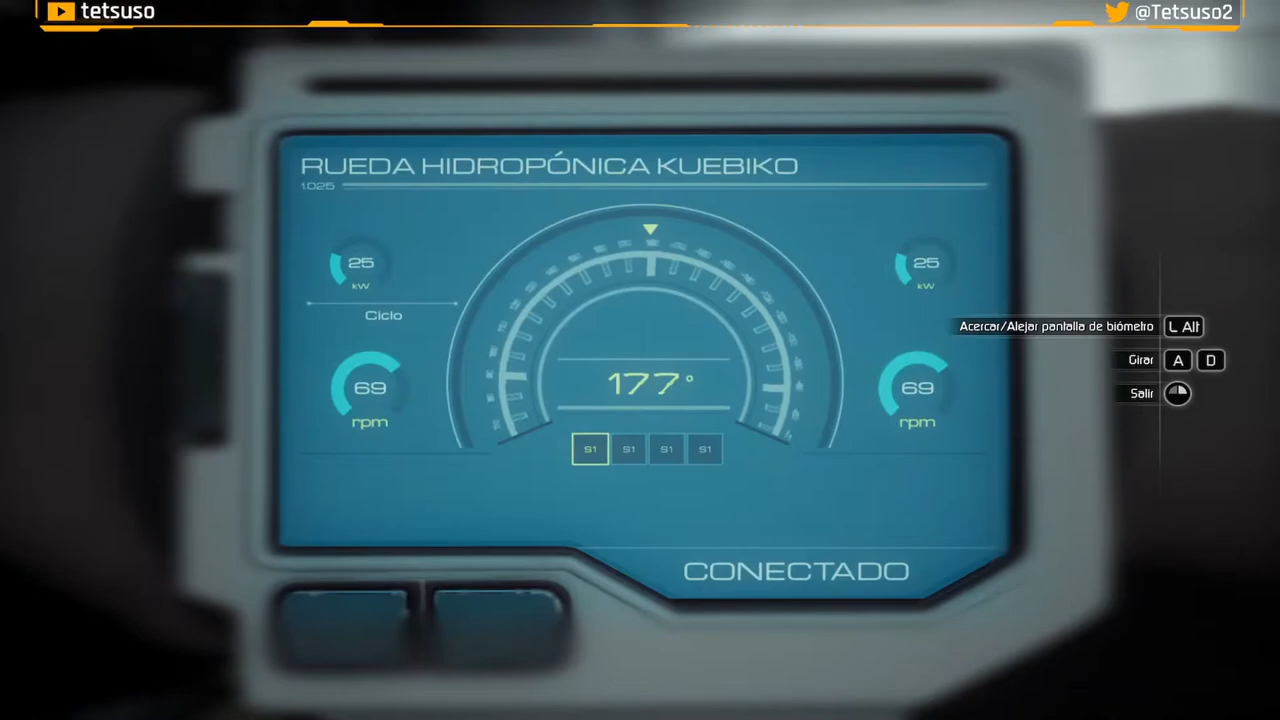 tetsuso
@Tetsuso2
RUEDA HIDROPÓNICA KUEBIKO
1.025
25
kW
25
kW
Ciclo
Acercar/Alejar pantalla de biómetro L Alt
Girar A D
69
rpm
177°
69
rpm
Salir
S1 S1 S1 S1
CONECTADO